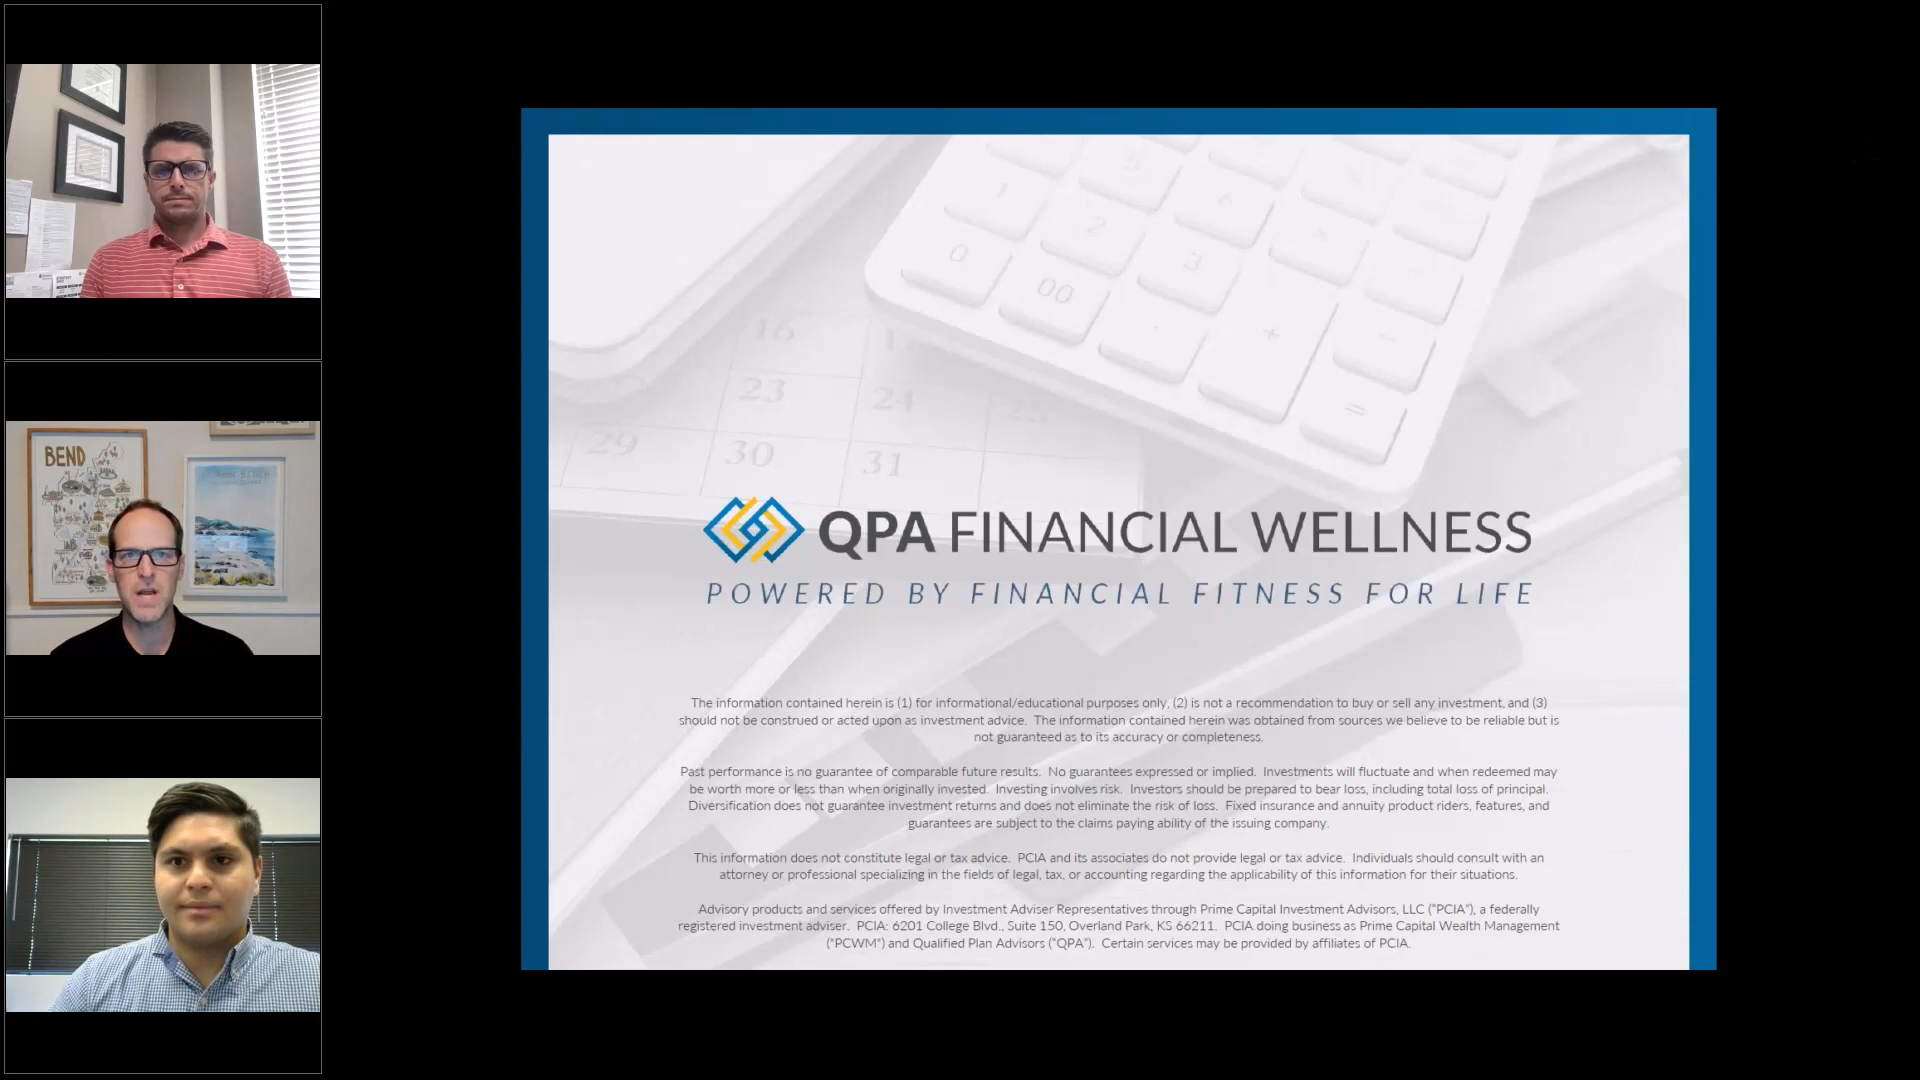 BEND
0
00
1
2
3
+
=
16
23
24
25
29
30
31
QPA FINANCIAL WELLNESS
POWERED BY FINANCIAL FITNESS FOR LIFE
The information contained herein is (1) for informational/educational purposes only, (2) is not a recommendation to buy or sell any investment, and (3)
should not be construed or acted upon as investment advice. The information contained herein was obtained from sources we believe to be reliable but is
not guaranteed as to its accuracy or completeness.
Past performance is no guarantee of comparable future results. No guarantees expressed or implied. Investments will fluctuate and when redeemed may
be worth more or less than when originally invested. Investing involves risk. Investors should be prepared to bear loss, including total loss of principal.
Diversification does not guarantee investment returns and does not eliminate the risk of loss. Fixed insurance and annuity product riders, features, and
guarantees are subject to the claims paying ability of the issuing company.
This information does not constitute legal or tax advice. PCIA and its associates do not provide legal or tax advice. Individuals should consult with an
attorney or professional specializing in the fields of legal, tax, or accounting regarding the applicability of this information for their situations.
Advisory products and services offered by Investment Adviser Representatives through Prime Capital Investment Advisors, LLC ("PCIA"), a federally
registered investment adviser. PCIA: 6201 College Blvd., Suite 150, Overland Park, KS 66211. PCIA doing business as Prime Capital Wealth Management
("PCWM") and Qualified Plan Advisors ("QPA"). Certain services may be provided by affiliates of PCIA.